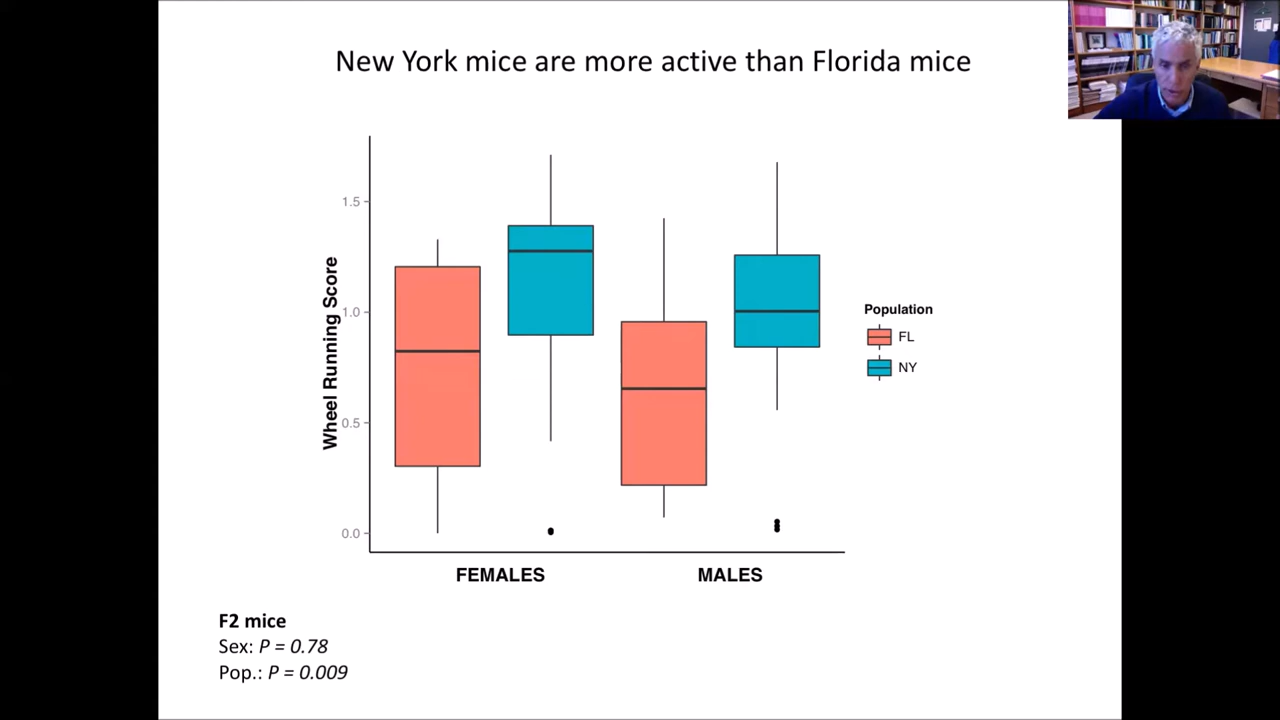 New York mice are more active than Florida mice
Wheel Running Score
1.5
1.0
0.5
0.0
FEMALES
MALES
Population
FL
NY
F2 mice
Sex: P = 0.78
Pop.: P = 0.009